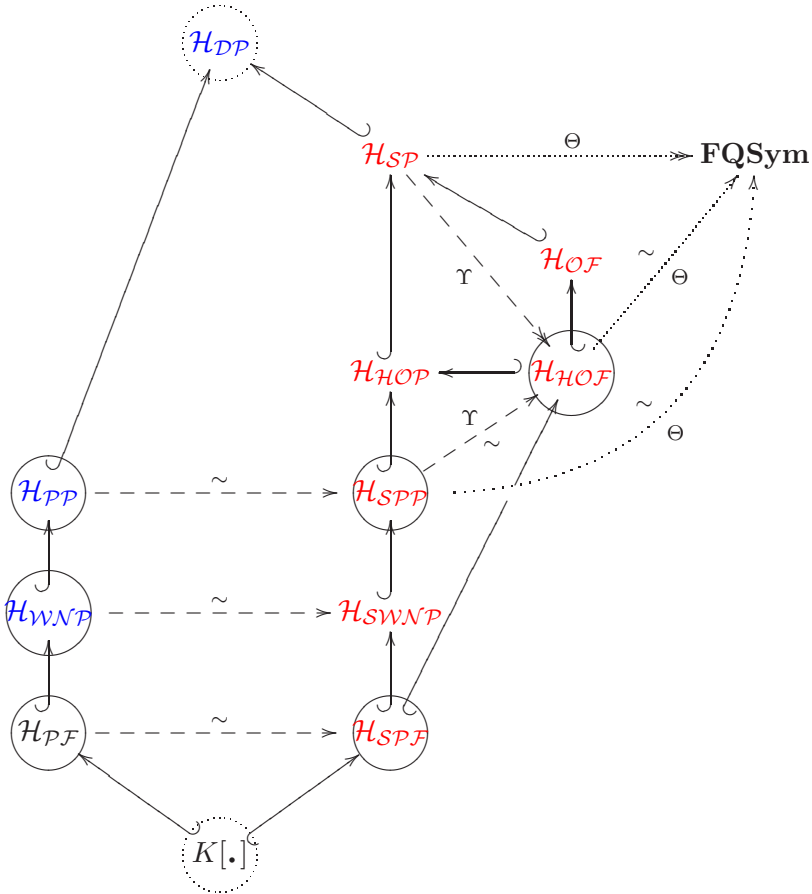 𝓗_𝓓𝓟
𝓗_𝓢𝓟
Θ
FQSym
𝓗_𝓞𝓕
∼
Θ
ϒ
𝓗_𝓗𝓞𝓟
𝓗_𝓗𝓞𝓕
ϒ
∼
∼
Θ
𝓗_𝓟𝓟
∼
𝓗_𝓢𝓟𝓟
𝓗_𝓦𝓝𝓟
∼
𝓗_𝓢𝓦𝓝𝓟
𝓗_𝓟𝓕
∼
𝓗_𝓢𝓟𝓕
K[.]